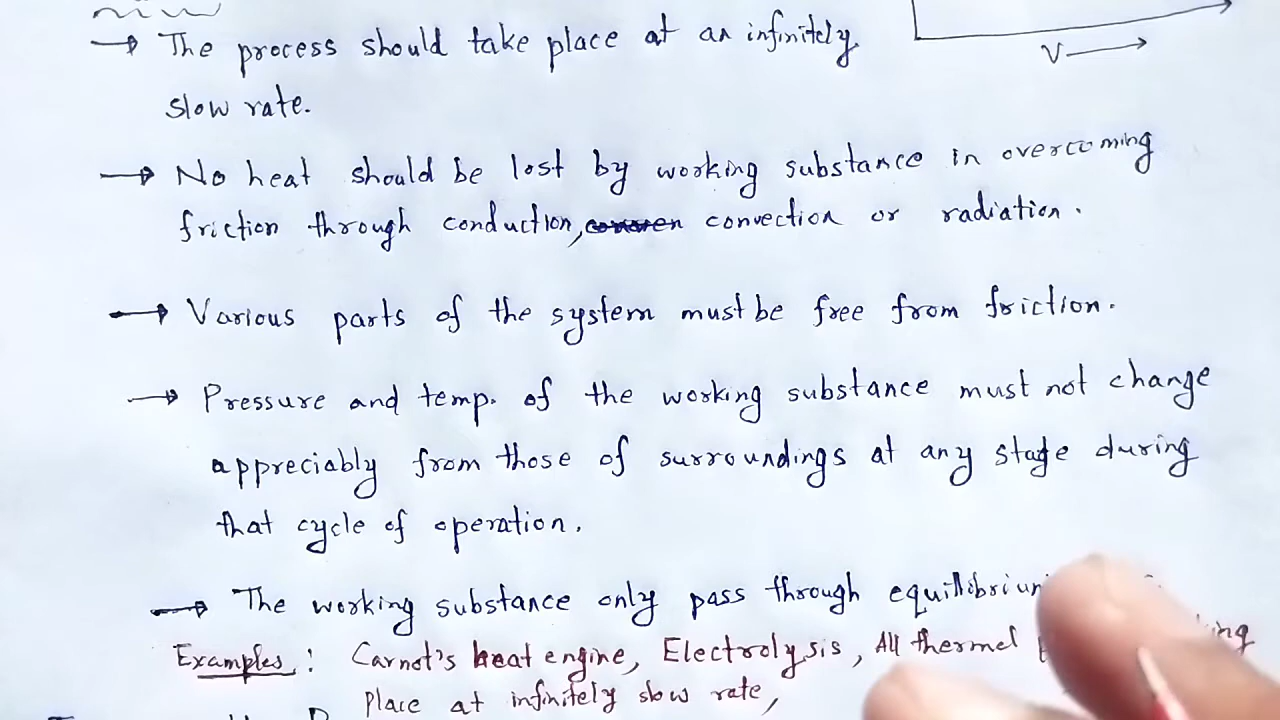 V
→ The process should take place at an infinitely
slow rate.
→ No heat should be lost by working substance in overcoming
friction through conduction, convection or radiation.
→ Various parts of the system must be free from friction.
→ Pressure and temp. of the working substance must not change
appreciably from those of surroundings at any stage during
that cycle of operation.
→ The working substance only pass through
Examples: Carnot's heat engine, Electrolysis, All thermal
place at infinitely slow rate,